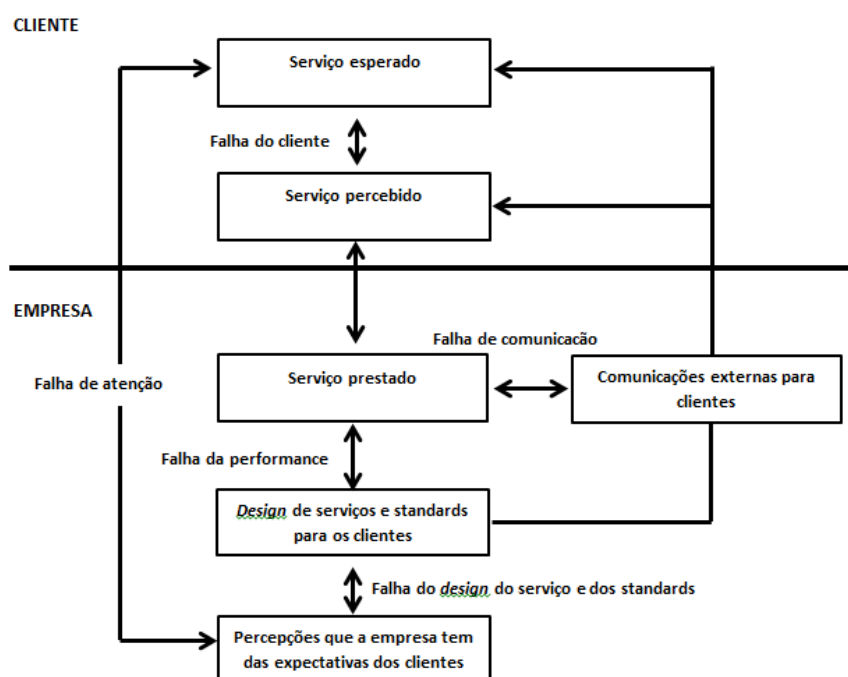 CLIENTE
Serviço esperado
Falha do cliente
Serviço percebido
EMPRESA
Falha de comunicacão
Serviço prestado
Comunicações externas para
clientes
Falha de atenção
Falha da performance
Design de serviços e standards
para os clientes
Falha do design do serviço e dos standards
Percepções que a empresa tem
das expectativas dos clientes